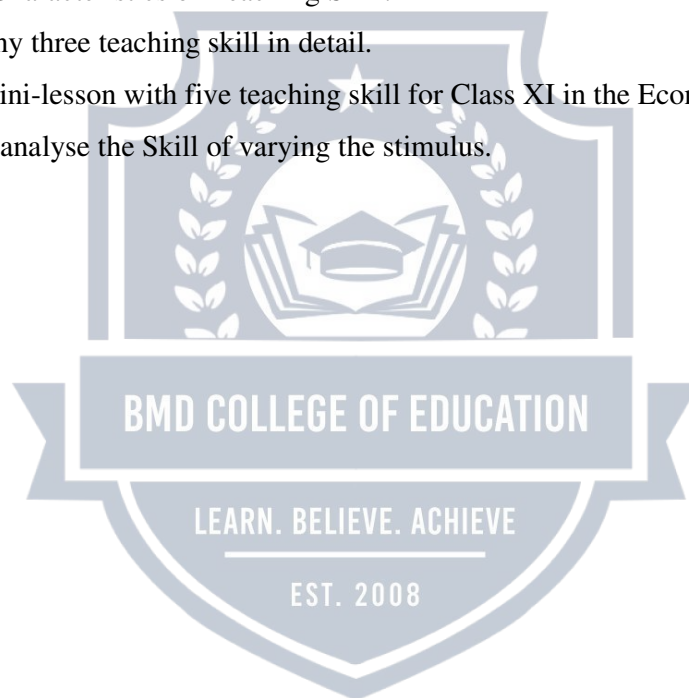 ny three teaching skill in detail.
ini-lesson with five teaching skill for Class XI in the Econ
analyse the Skill of varying the stimulus.
BMD COLLEGE OF EDUCATION
LEARN. BELIEVE. ACHIEVE
EST. 2008